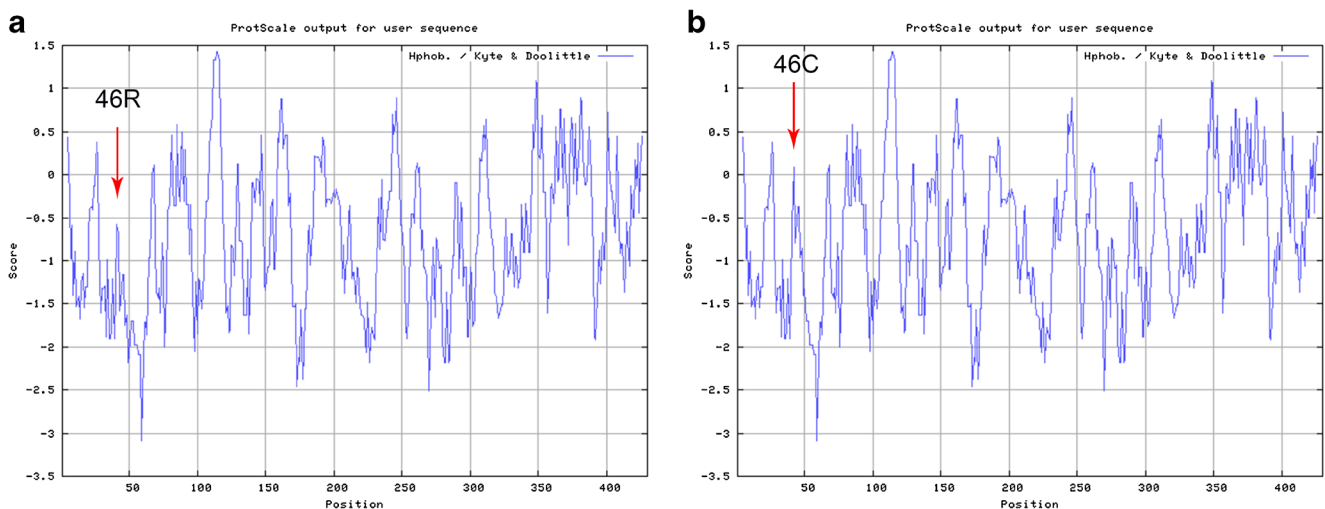 a
ProtScale output for user sequence
Hphob. / Kyte & Doolittle
46R
1.5
1
0.5
0
-0.5
-1
-1.5
-2
-2.5
-3
-3.5
Score
50 100 150 200 250 300 350 400
Position
b
ProtScale output for user sequence
Hphob. / Kyte & Doolittle
46C
1.5
1
0.5
0
-0.5
-1
-1.5
-2
-2.5
-3
-3.5
Score
50 100 150 200 250 300 350 400
Position